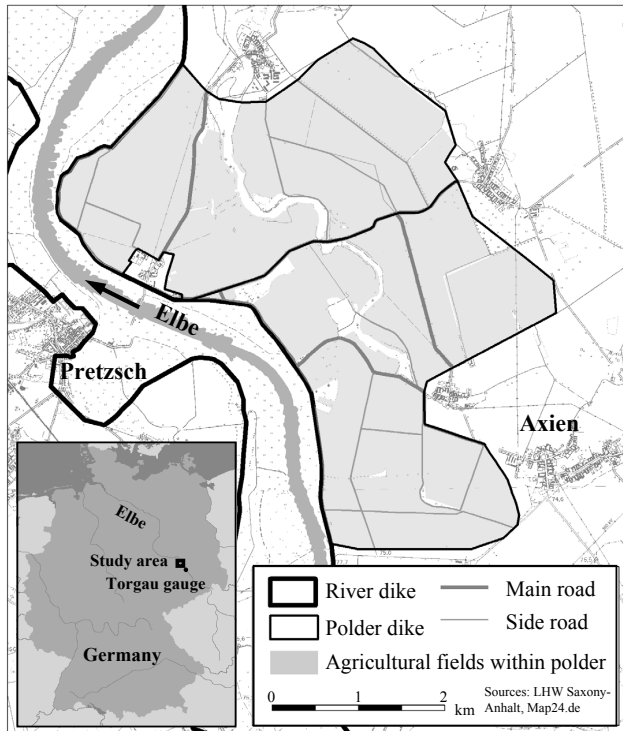 Elbe
Pretzsch
Axien
Elbe
Study area
Torgau gauge
Germany
River dike
Main road
Polder dike
Side road
Agricultural fields within polder
0 1 2
km
Sources: LHW Saxony-
Anhalt, Map24.de